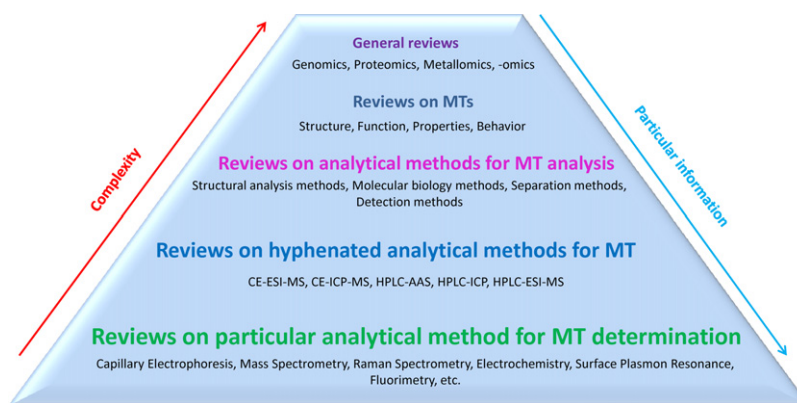 General reviews
Genomics, Proteomics, Metallomics, -omics
Reviews on MTs
Structure, Function, Properties, Behavior
Complexity
Particular information
Reviews on analytical methods for MT analysis
Structural analysis methods, Molecular biology methods, Separation methods,
Detection methods
Reviews on hyphenated analytical methods for MT
CE-ESI-MS, CE-ICP-MS, HPLC-AAS, HPLC-ICP, HPLC-ESI-MS
Reviews on particular analytical method for MT determination
Capillary Electrophoresis, Mass Spectrometry, Raman Spectrometry, Electrochemistry, Surface Plasmon Resonance,
Fluorimetry, etc.